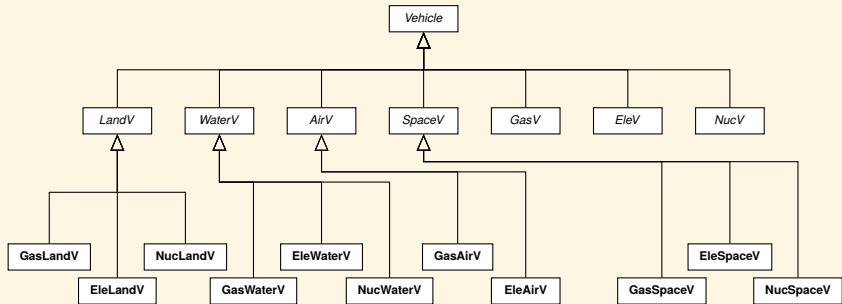 Vehicle
LandV WaterV AirV SpaceV GasV EleV NucV
GasLandV NucLandV EleWaterV GasAirV EleSpaceV
EleLandV GasWaterV NucWaterV EleAirV GasSpaceV NucSpaceV